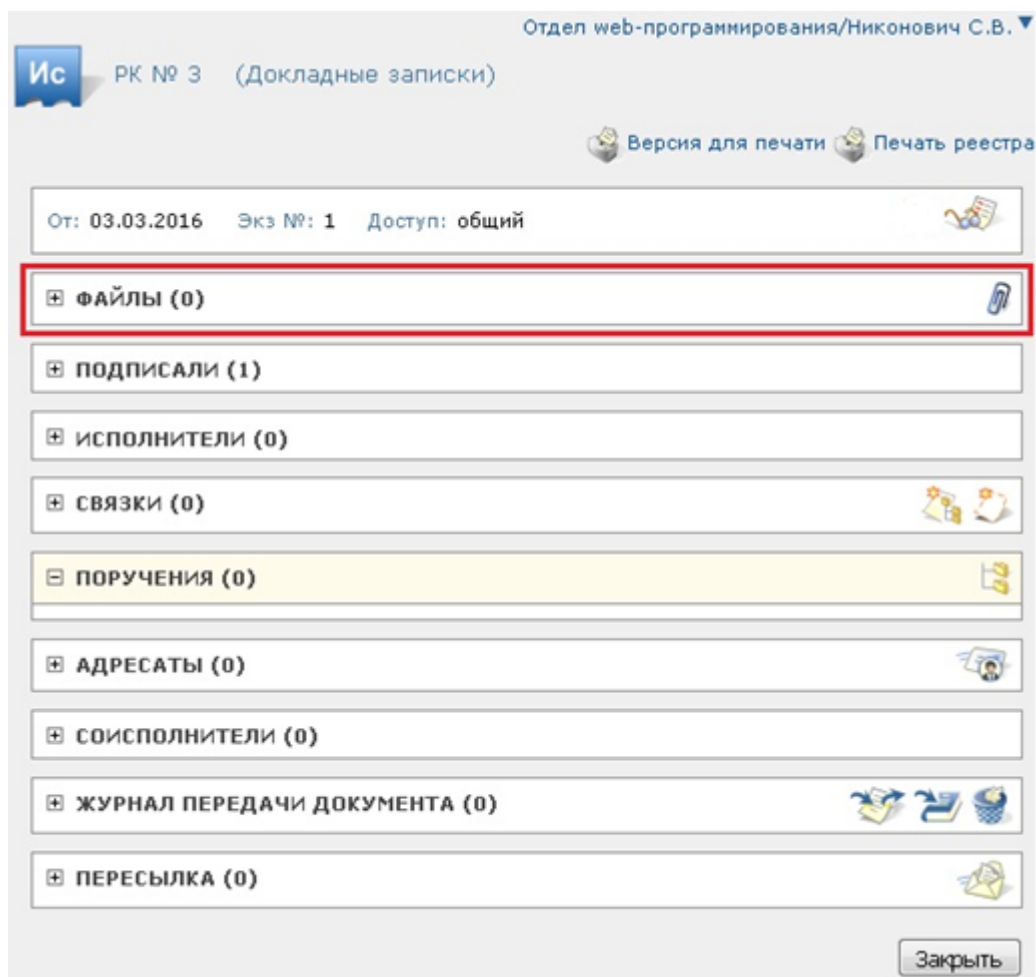 Отдел web-программирования/Никонович С.В.
Ис РК № 3 (Докладные записки)
Версия для печати Печать реестра
От: 03.03.2016 Экз №: 1 Доступ: общий
ФАЙЛЫ (0)
ПОДПИСАЛИ (1)
ИСПОЛНИТЕЛИ (0)
СВЯЗКИ (0)
ПОРУЧЕНИЯ (0)
АДРЕСАТЫ (0)
СОИСПОЛНИТЕЛИ (0)
ЖУРНАЛ ПЕРЕДАЧИ ДОКУМЕНТА (0)
ПЕРЕСЫЛКА (0)
Закрыть